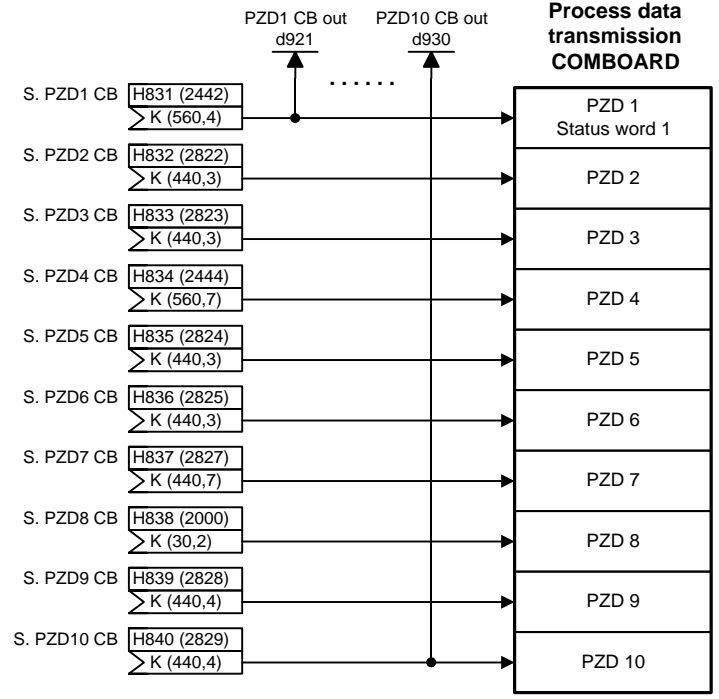 PZD1 CB out PZD10 CB out
d921 d930
Process data
transmission
COMBOARD
S. PZD1 CB H831 (2442)
K (560,4)
PZD 1
Status word 1
S. PZD2 CB H832 (2822)
K (440,3) PZD 2
S. PZD3 CB H833 (2823)
K (440,3) PZD 3
S. PZD4 CB H834 (2444)
K (560,7) PZD 4
S. PZD5 CB H835 (2824)
K (440,3) PZD 5
S. PZD6 CB H836 (2825)
K (440,3) PZD 6
S. PZD7 CB H837 (2827)
K (440,7) PZD 7
S. PZD8 CB H838 (2000)
K (30,2) PZD 8
S. PZD9 CB H839 (2828)
K (440,4) PZD 9
S. PZD10 CB H840 (2829)
K (440,4) PZD 10